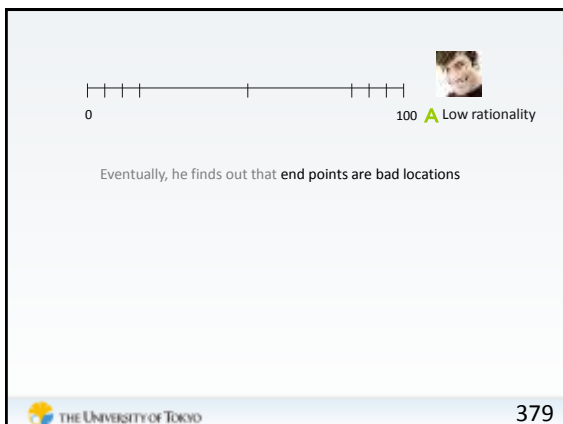 0
100 A Low rationality
Eventually, he finds out that end points are bad locations
THE UNIVERSITY OF TOKYO
379